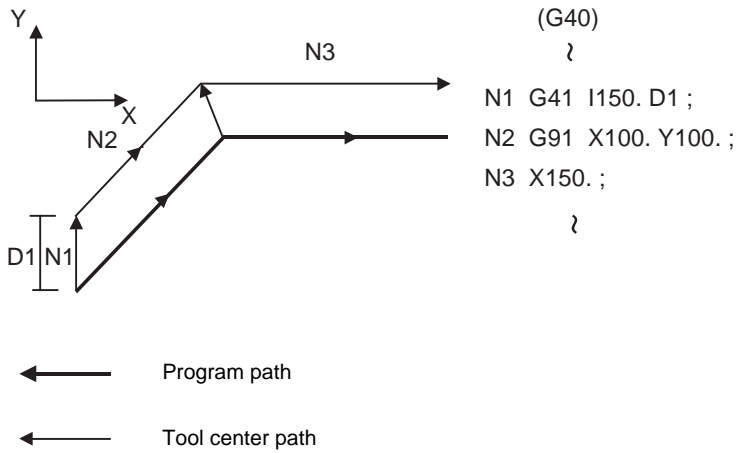 Y
X
N3
N2
D1 N1
(G40)
~
N1 G41 I150. D1 ;
N2 G91 X100. Y100. ;
N3 X150. ;
~
Program path
Tool center path